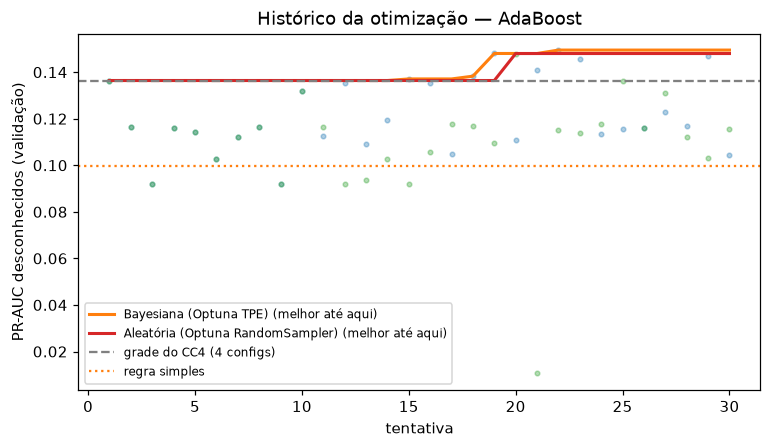 Histórico da otimização — AdaBoost
PR-AUC desconhecidos (validação)
0.14
0.12
0.10
0.08
0.06
0.04
0.02
Bayesiana (Optuna TPE) (melhor até aqui)
Aleatória (Optuna RandomSampler) (melhor até aqui)
grade do CC4 (4 configs)
regra simples
0 5 10 15 20 25 30
tentativa